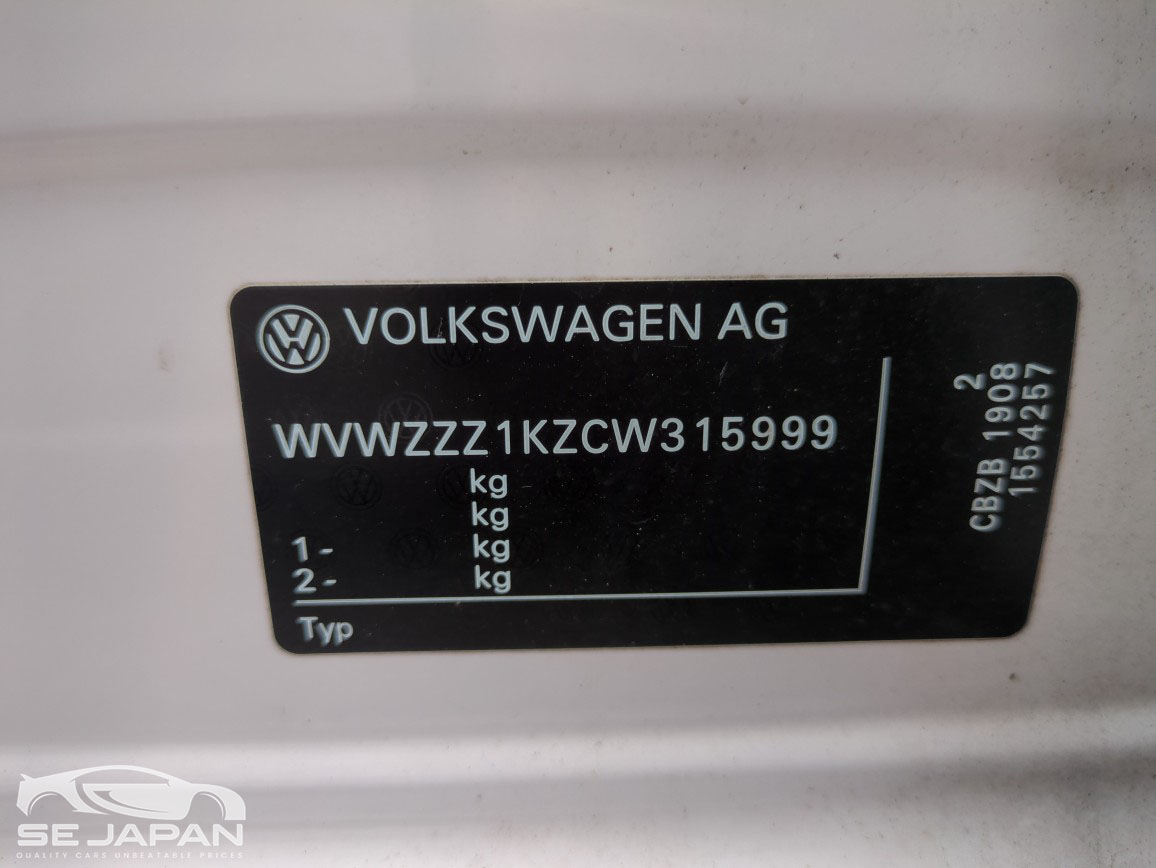 VOLKSWAGEN AG
WVWZZZ1KZCW315999
kg
kg
1 - kg
2 - kg
Typ
2
CBZB 1908
1554257
SE JAPAN
QUALITY CARS UNBEATABLE PRICES